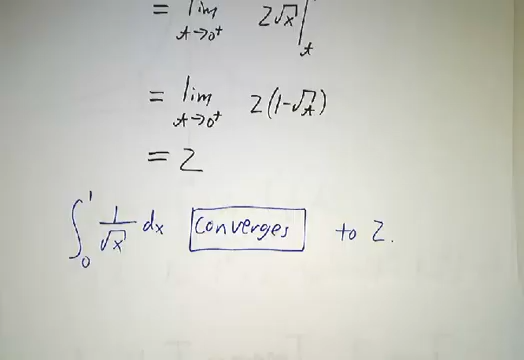 = lim t→0⁺ 2√x |ₜ
= lim t→0⁺ 2(1-√t)
= 2
∫₀¹ 1/√x dx converges to 2.